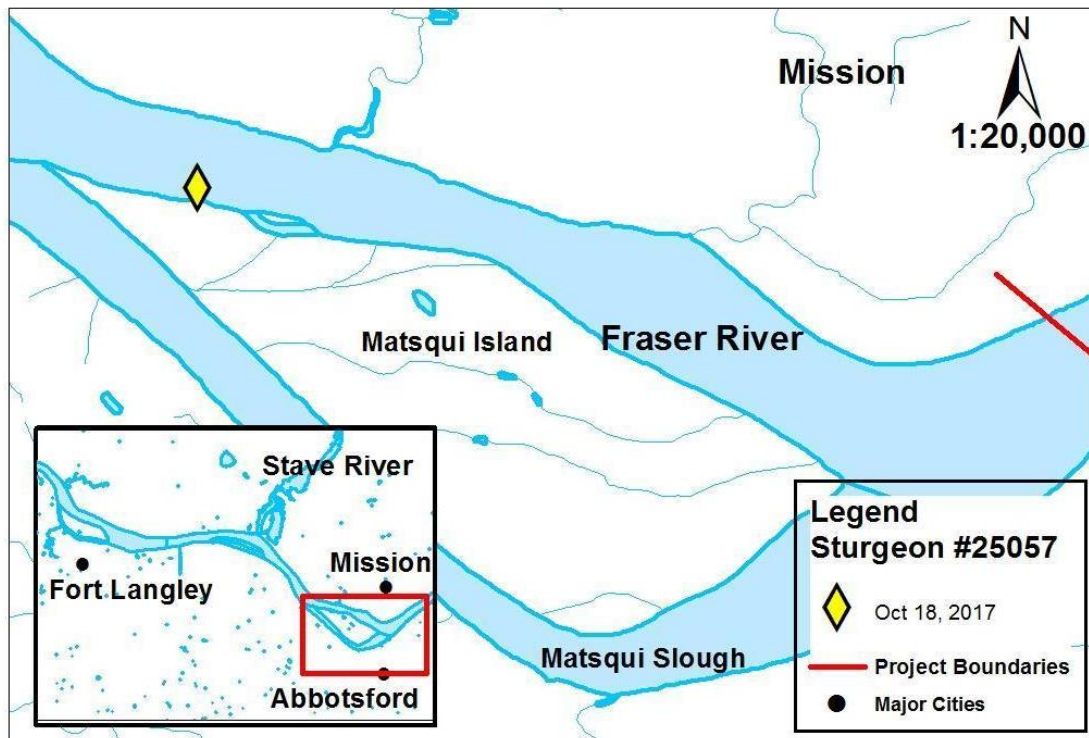 N
Mission
1:20,000
Matsqui Island
Fraser River
Stave River
Mission
Fort Langley
Abbotsford
Matsqui Slough
Legend
Sturgeon #25057
Oct 18, 2017
Project Boundaries
Major Cities